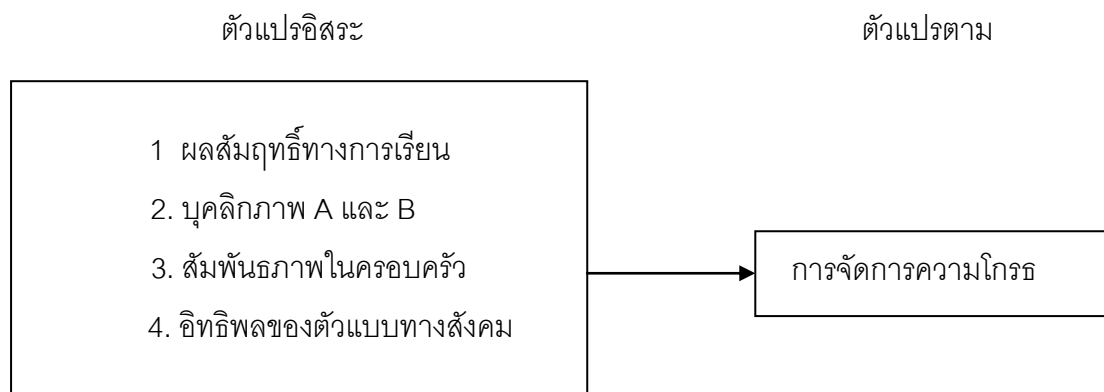 ตัวแปรอิสระ
ตัวแปรตาม
1 ผลสัมฤทธิ์ทางการเรียน
2. บุคลิกภาพ A และ B
3. สัมพันธภาพในครอบครัว
4. อิทธิพลของตัวแบบทางสังคม
การจัดการความโกรธ